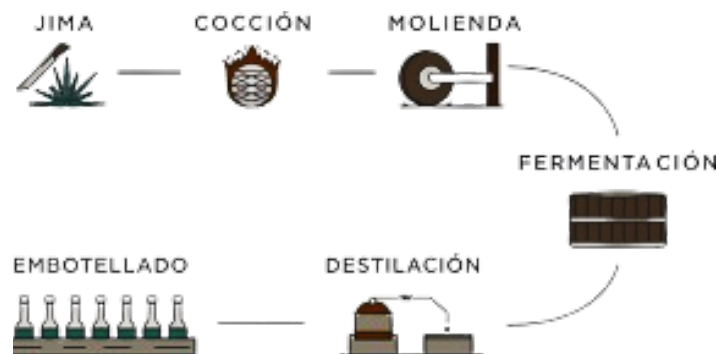 JIMA
COCCIÓN
MOLIENDA
FERMENTACIÓN
DESTILACIÓN
EMBOTELLADO